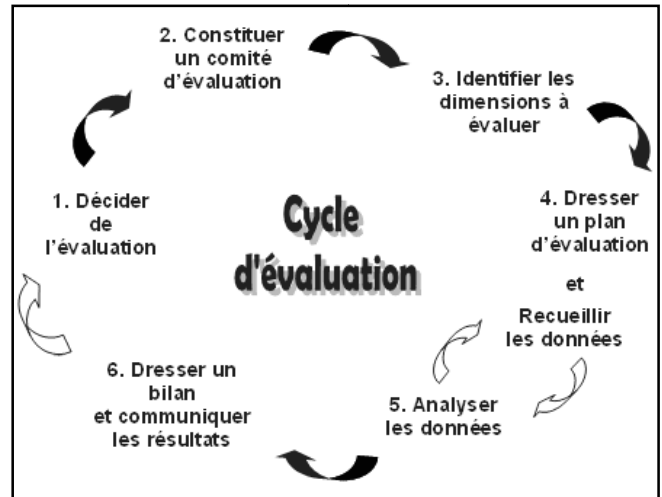 2. Constituer
un comité
d'évaluation
3. Identifier les
dimensions à
évaluer
1. Décider
de
l'évaluation
Cycle
d'évaluation
4. Dresser
un plan
d'évaluation
et
Recueillir
les données
5. Analyser
les données
6. Dresser un
bilan
et communiquer
les résultats